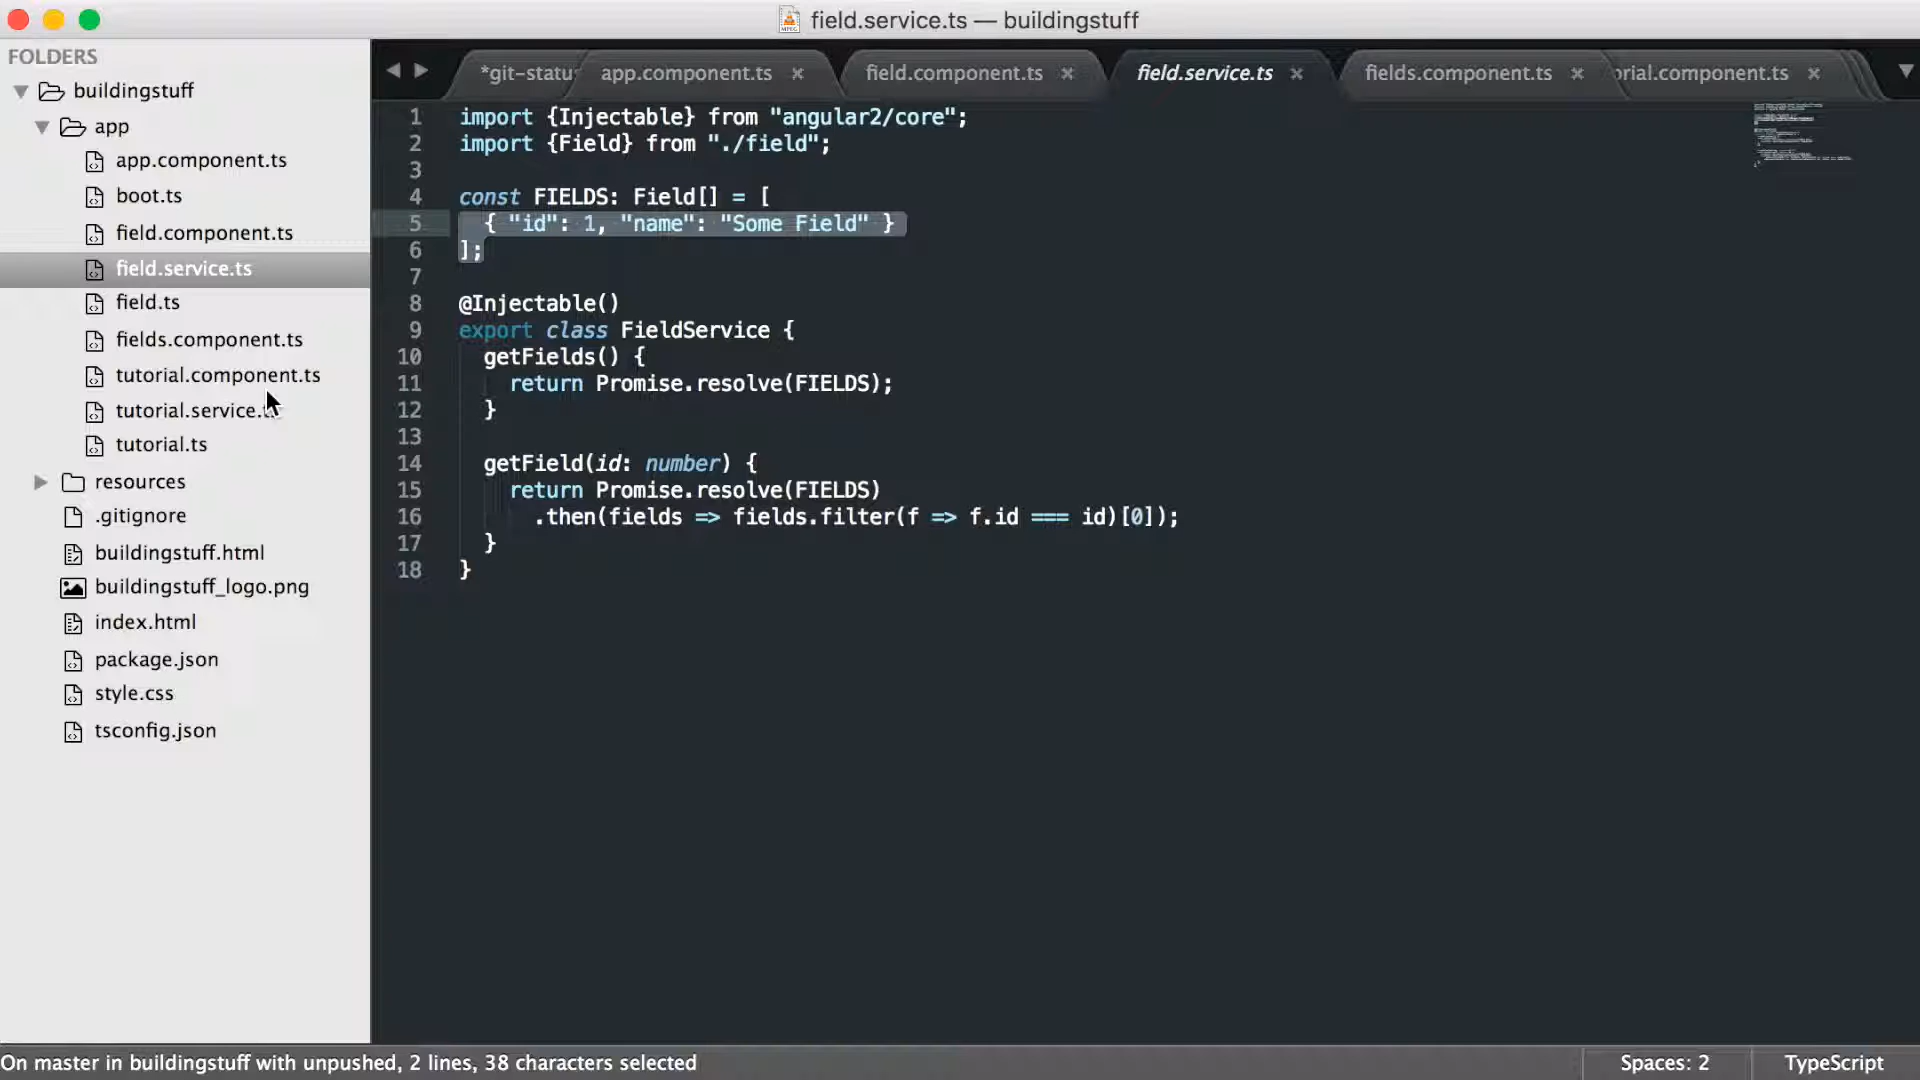 field.service.ts — buildingstuff
FOLDERS
buildingstuff
app
app.component.ts
boot.ts
field.component.ts
field.service.ts
field.ts
fields.component.ts
tutorial.component.ts
tutorial.service.
tutorial.ts
resources
.gitignore
buildingstuff.html
buildingstuff_logo.png
index.html
package.json
style.css
tsconfig.json
*git-statu
app.component.ts
field.component.ts
field.service.ts
fields.component.ts
orial.component.ts
1 import {Injectable} from "angular2/core";
2 import {Field} from "./field";
3
4 const FIELDS: Field[] = [
5 { "id": 1, "name": "Some Field" }
6 ];
7
8 @Injectable()
9 export class FieldService {
10 getFields() {
11 return Promise.resolve(FIELDS);
12 }
13
14 getField(id: number) {
15 return Promise.resolve(FIELDS)
16 .then(fields => fields.filter(f => f.id === id)[0]);
17 }
18 }
On master in buildingstuff with unpushed, 2 lines, 38 characters selected
Spaces: 2
TypeScript